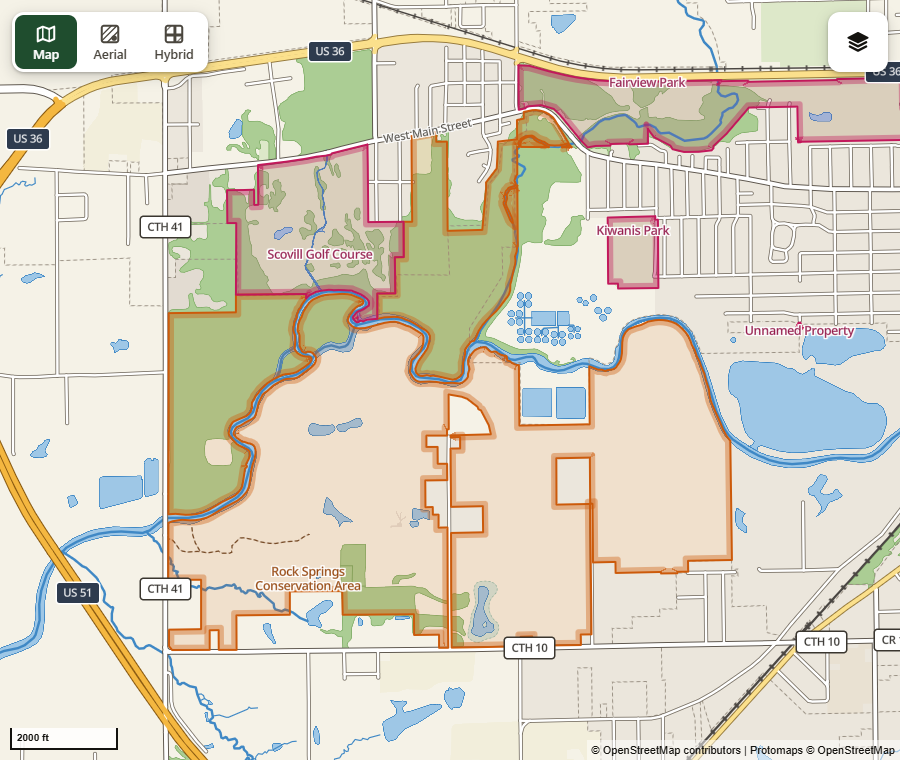 Map
Aerial
Hybrid
US 36
US 36
US 36
Fairview Park
West Main Street
CTH 41
Scovill Golf Course
Kiwanis Park
Unnamed Property
Rock Springs
Conservation Area
US 51
CTH 41
CTH 10
CTH 10
CR
2000 ft
© OpenStreetMap contributors | Protomaps © OpenStreetMap